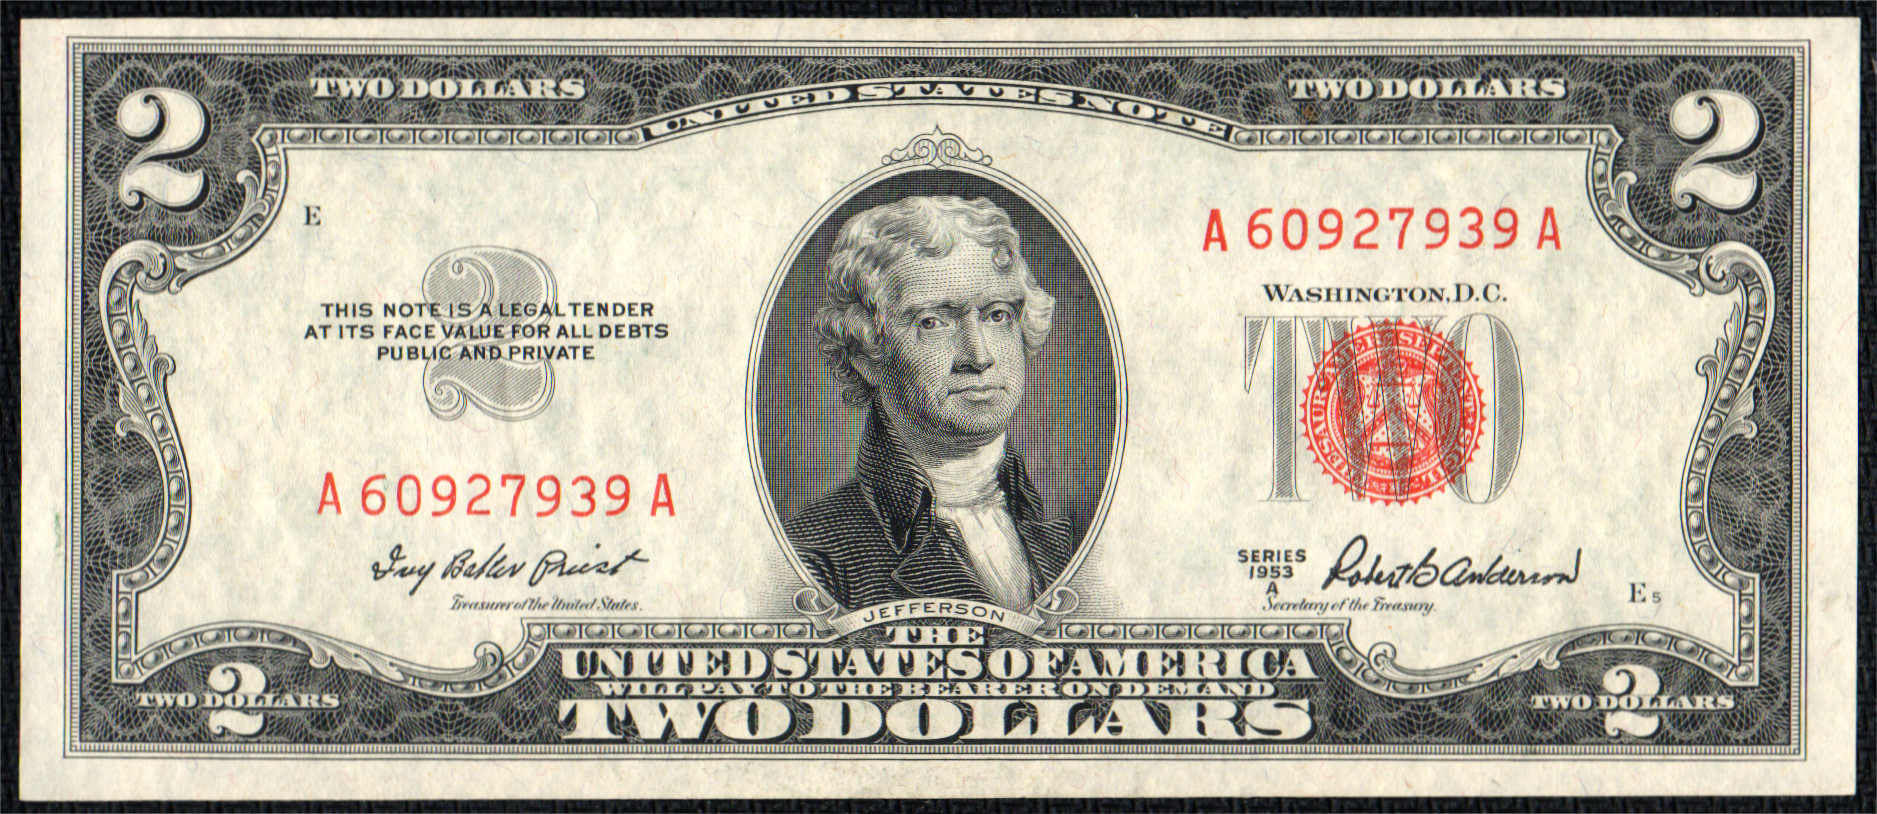 2 TWO DOLLARS UNITED STATES NOTE TWO DOLLARS 2
E
A 60927939 A
WASHINGTON, D.C.
2
THIS NOTE IS A LEGAL TENDER
AT ITS FACE VALUE FOR ALL DEBTS
PUBLIC AND PRIVATE
TWO
A 60927939 A
Ivy Baker Priest
Treasurer of the United States.
SERIES
1953
A
Robert B Anderson
Secretary of the Treasury.
E 5
JEFFERSON
THE
UNITED STATES OF AMERICA
WILL PAY TO THE BEARER ON DEMAND
TWO DOLLARS
TWO 2 DOLLARS
TWO 2 DOLLARS